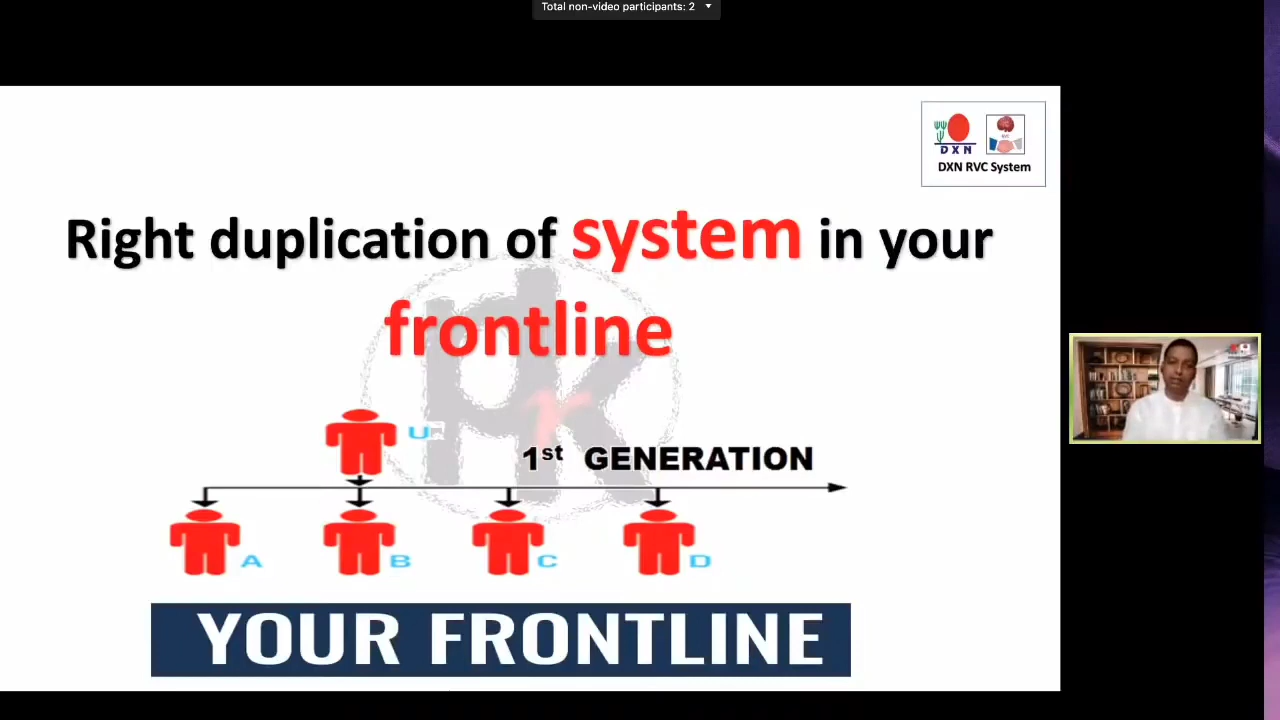 Total non-video participants: 2
DXN
DXN RVC System
Right duplication of system in your
frontline
U
1st GENERATION
A
B
C
D
YOUR FRONTLINE